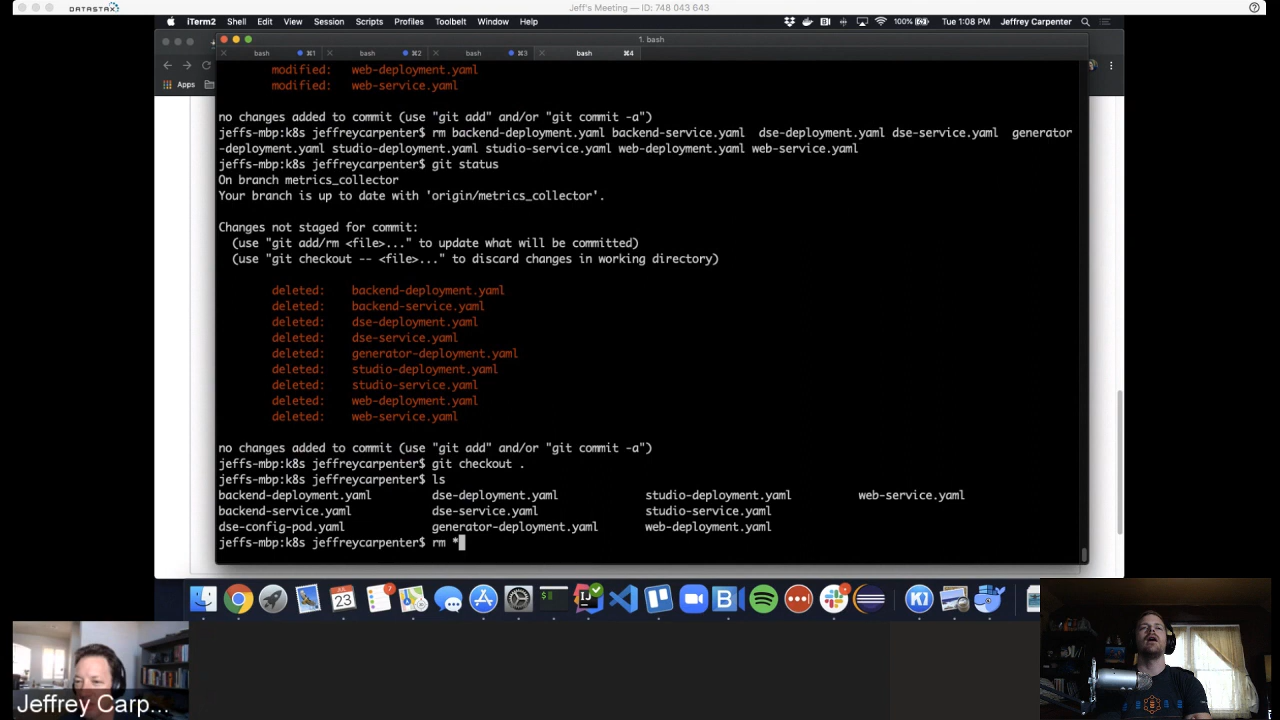 DATASTAX
Jeff's Meeting — ID: 748 043 643
iTerm2 Shell Edit View Session Scripts Profiles Toolbelt Window Help 100% Tue 1:08 PM Jeffrey Carpenter
1. bash
bash ⌘1 bash ⌘2 bash ⌘3 bash ⌘4
Apps
modified: web-deployment.yaml
modified: web-service.yaml
no changes added to commit (use "git add" and/or "git commit -a")
jeffs-mbp:k8s jeffreycarpenter$ rm backend-deployment.yaml backend-service.yaml dse-deployment.yaml dse-service.yaml generator
-deployment.yaml studio-deployment.yaml studio-service.yaml web-deployment.yaml web-service.yaml
jeffs-mbp:k8s jeffreycarpenter$ git status
On branch metrics_collector
Your branch is up to date with 'origin/metrics_collector'.
Changes not staged for commit:
(use "git add/rm <file>..." to update what will be committed)
(use "git checkout -- <file>..." to discard changes in working directory)
deleted: backend-deployment.yaml
deleted: backend-service.yaml
deleted: dse-deployment.yaml
deleted: dse-service.yaml
deleted: generator-deployment.yaml
deleted: studio-deployment.yaml
deleted: studio-service.yaml
deleted: web-deployment.yaml
deleted: web-service.yaml
no changes added to commit (use "git add" and/or "git commit -a")
jeffs-mbp:k8s jeffreycarpenter$ git checkout .
jeffs-mbp:k8s jeffreycarpenter$ ls
backend-deployment.yaml dse-deployment.yaml studio-deployment.yaml web-service.yaml
backend-service.yaml dse-service.yaml studio-service.yaml
dse-config-pod.yaml generator-deployment.yaml web-deployment.yaml
jeffs-mbp:k8s jeffreycarpenter$ rm *
23
7
IJ
B
KI
Jeffrey Carp...